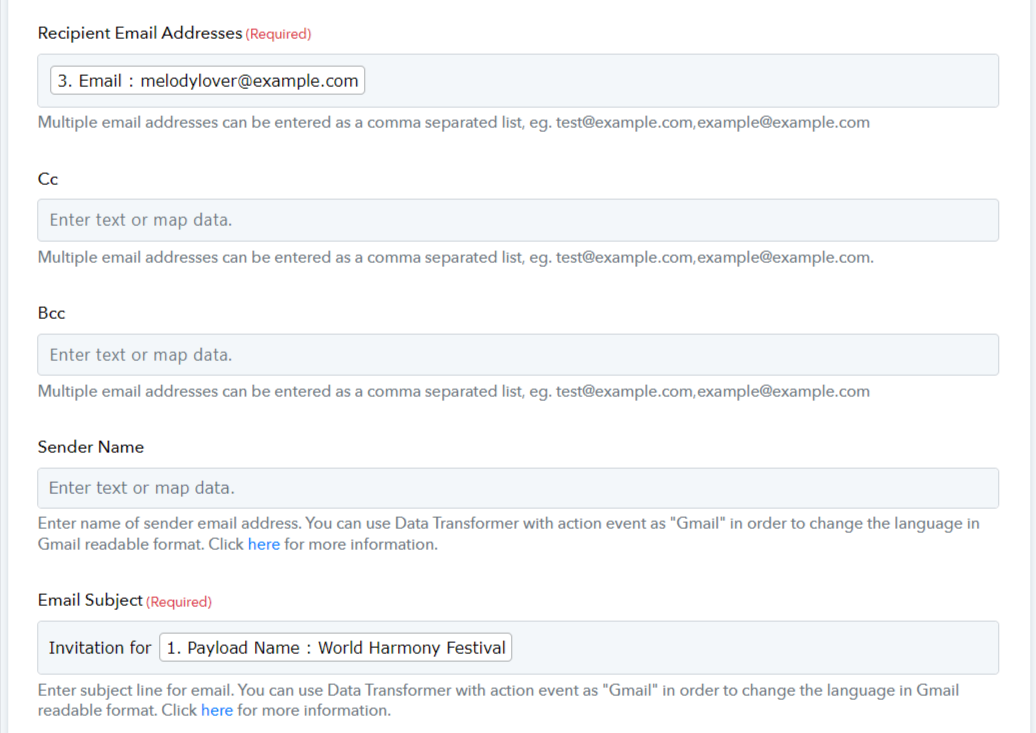 Recipient Email Addresses (Required)
3. Email : melodylover@example.com
Multiple email addresses can be entered as a comma separated list, eg. test@example.com,example@example.com
Cc
Enter text or map data.
Multiple email addresses can be entered as a comma separated list, eg. test@example.com,example@example.com.
Bcc
Enter text or map data.
Multiple email addresses can be entered as a comma separated list, eg. test@example.com,example@example.com
Sender Name
Enter text or map data.
Enter name of sender email address. You can use Data Transformer with action event as "Gmail" in order to change the language in
Gmail readable format. Click here for more information.
Email Subject (Required)
Invitation for 1. Payload Name : World Harmony Festival
Enter subject line for email. You can use Data Transformer with action event as "Gmail" in order to change the language in Gmail
readable format. Click here for more information.